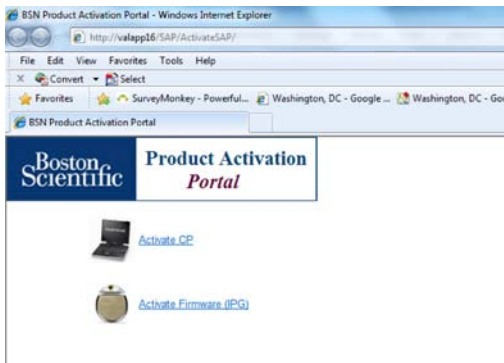 BSN Product Activation Portal - Windows Internet Explorer
http://valapp16/SAP/ActivateSAP/
File Edit View Favorites Tools Help
X Convert Select
Favorites SurveyMonkey - Powerful... Washington, DC - Google ... Washington, DC - Go
BSN Product Activation Portal
Boston Scientific
Product Activation
Portal
Activate CP
Activate Firmware (IPG)